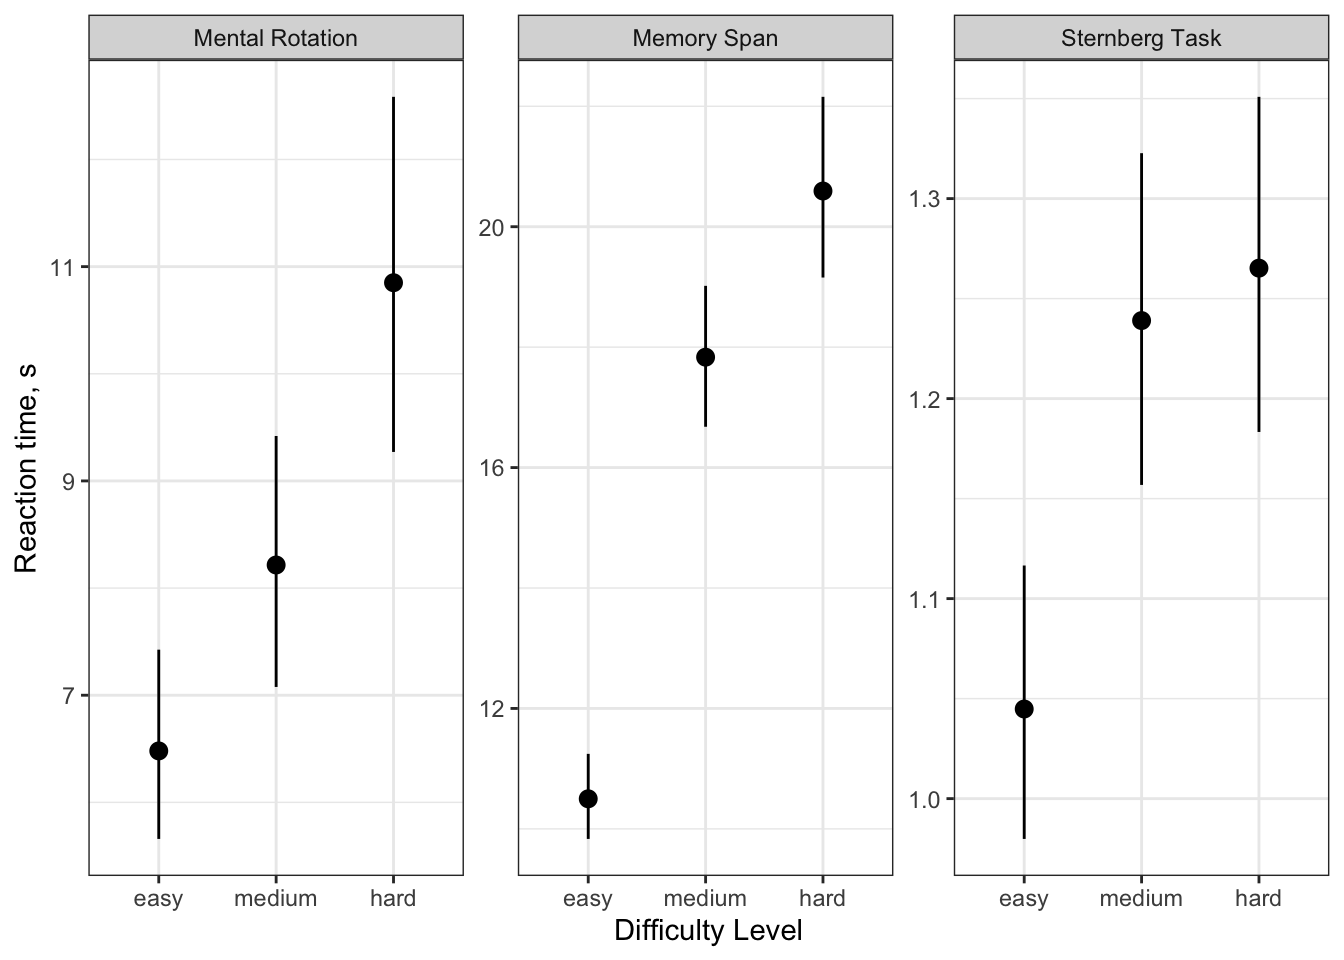 Mental Rotation
Memory Span
Sternberg Task
Reaction time, s
11
9
7
20
16
12
1.3
1.2
1.1
1.0
easy medium hard
easy medium hard
easy medium hard
Difficulty Level